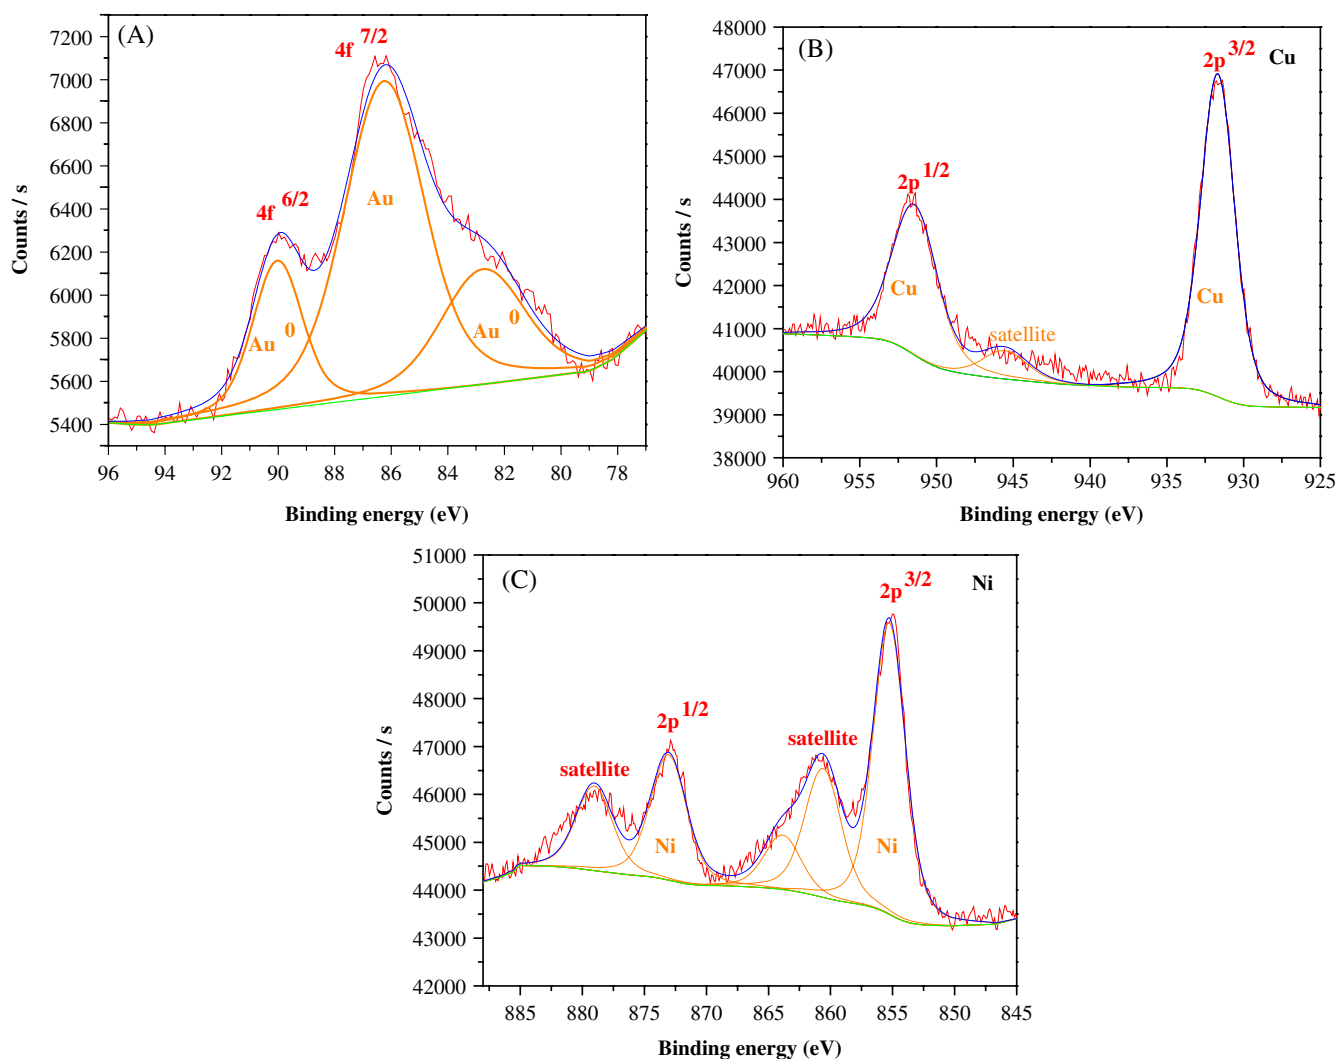 (A)
4f 7/2
4f 6/2
Au
Au 0
Au 0
7200
7000
6800
6600
6400
6200
6000
5800
5600
5400
Counts / s
96 94 92 90 88 86 84 82 80 78
Binding energy (eV)
(B)
Cu
2p 3/2
2p 1/2
Cu
satellite
Cu
48000
47000
46000
45000
44000
43000
42000
41000
40000
39000
38000
Counts / s
960 955 950 945 940 935 930 925
Binding energy (eV)
(C)
Ni
2p 3/2
2p 1/2
satellite
satellite
Ni
Ni
51000
50000
49000
48000
47000
46000
45000
44000
43000
42000
Counts / s
885 880 875 870 865 860 855 850 845
Binding energy (eV)